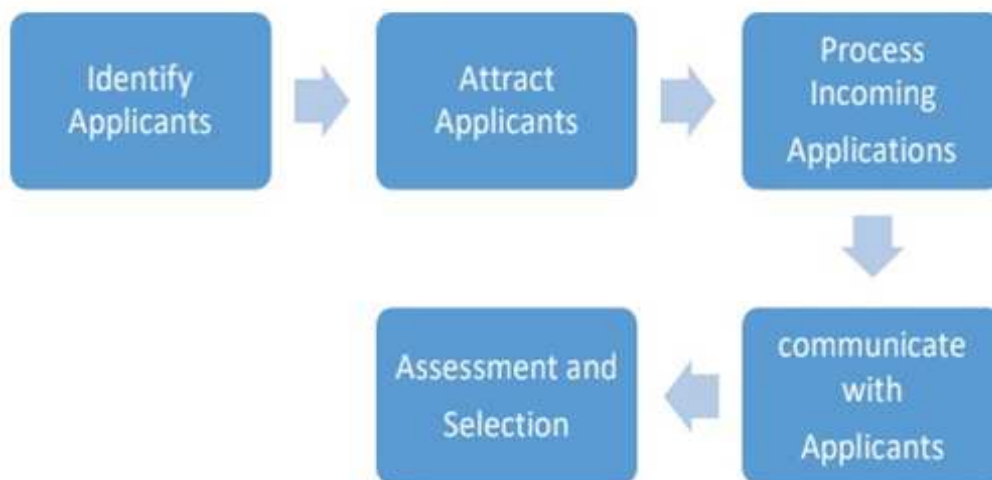 Identify
Applicants
Attract
Applicants
Process
Incoming
Applications
communicate
with
Applicants
Assessment and
Selection